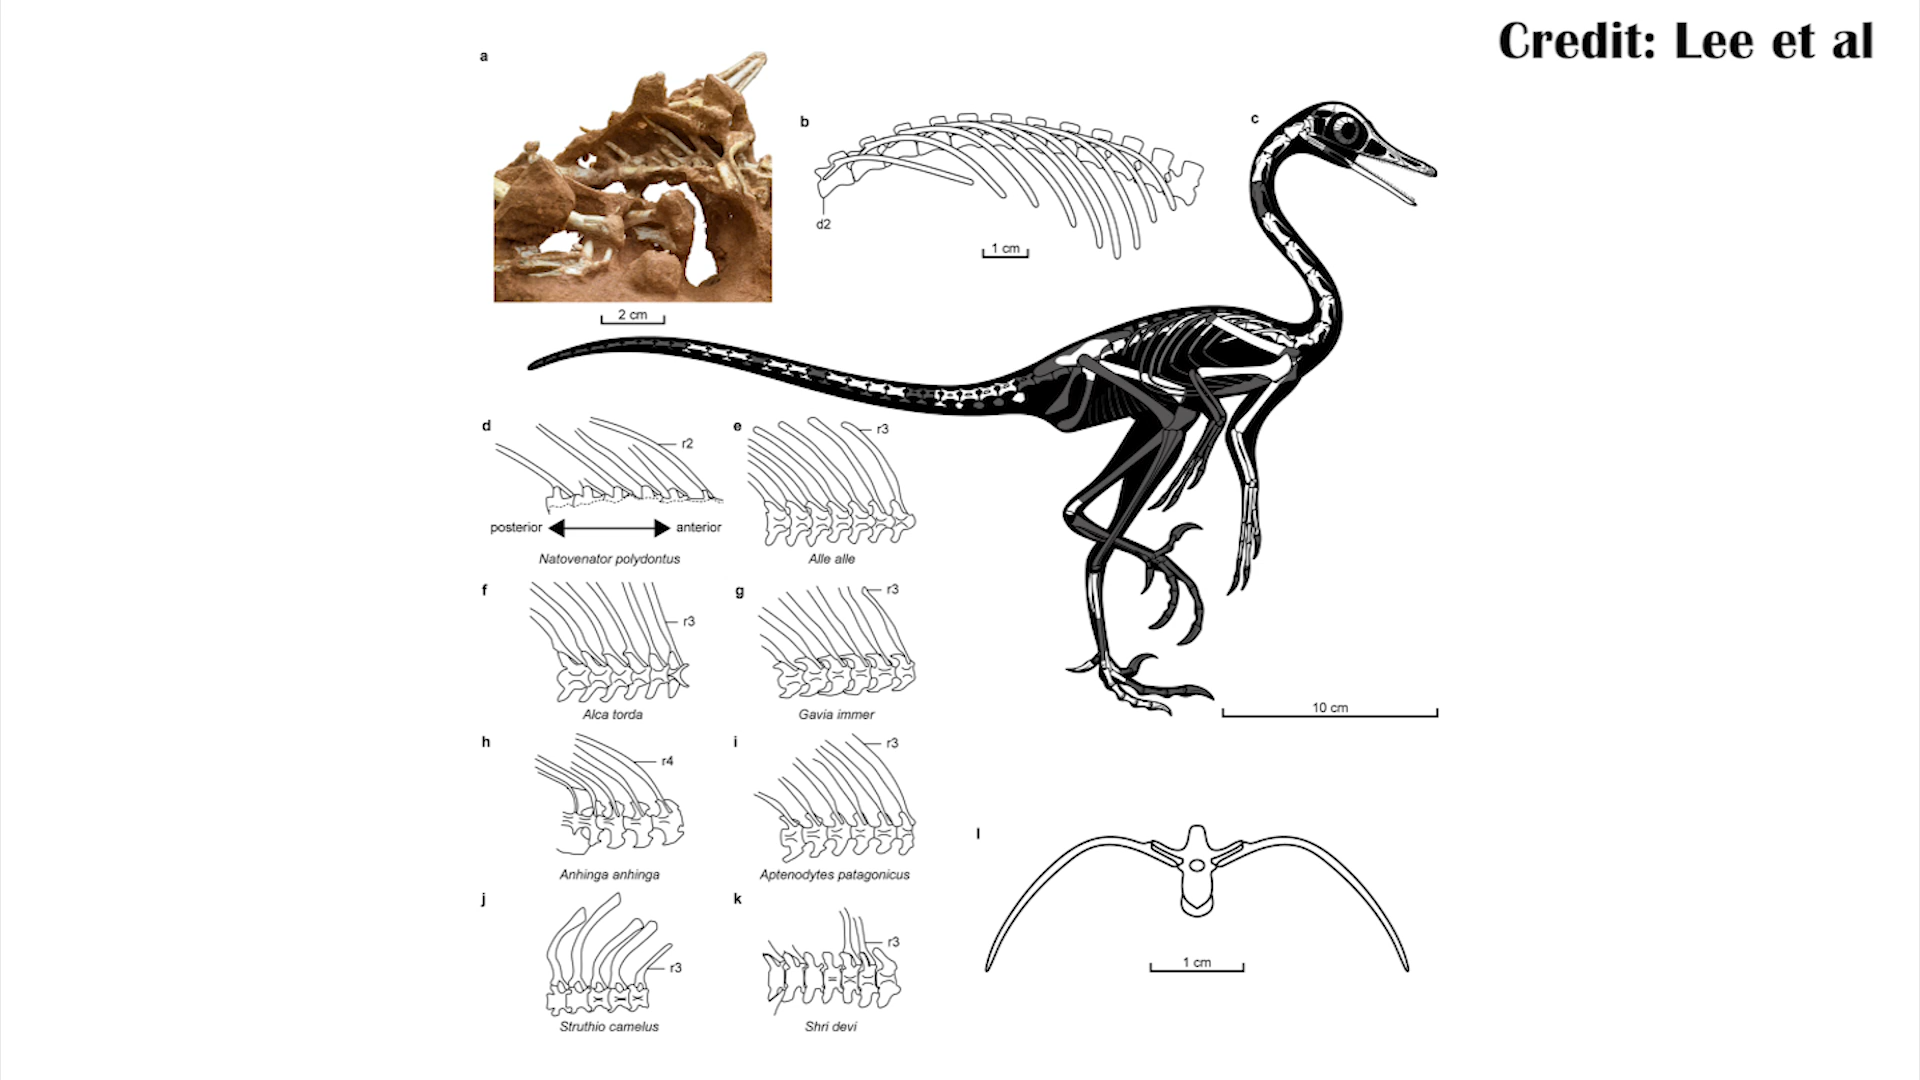 Credit: Lee et al
a
b
c
d2
1 cm
2 cm
d
r2
e
r3
posterior
anterior
Natovenator polydontus
Alle alle
f
r3
g
r3
Alca torda
Gavia immer
10 cm
h
r4
i
r3
Anhinga anhinga
Aptenodytes patagonicus
l
1 cm
j
r3
k
r3
Struthio camelus
Shri devi